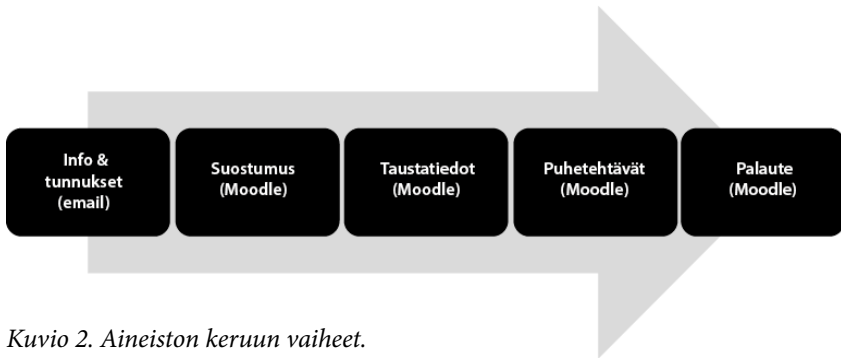 Info &
tunnukset
(email)
Suostumus
(Moodle)
Taustatiedot
(Moodle)
Puhetehtävät
(Moodle)
Palaute
(Moodle)
Kuvio 2. Aineiston keruun vaiheet.